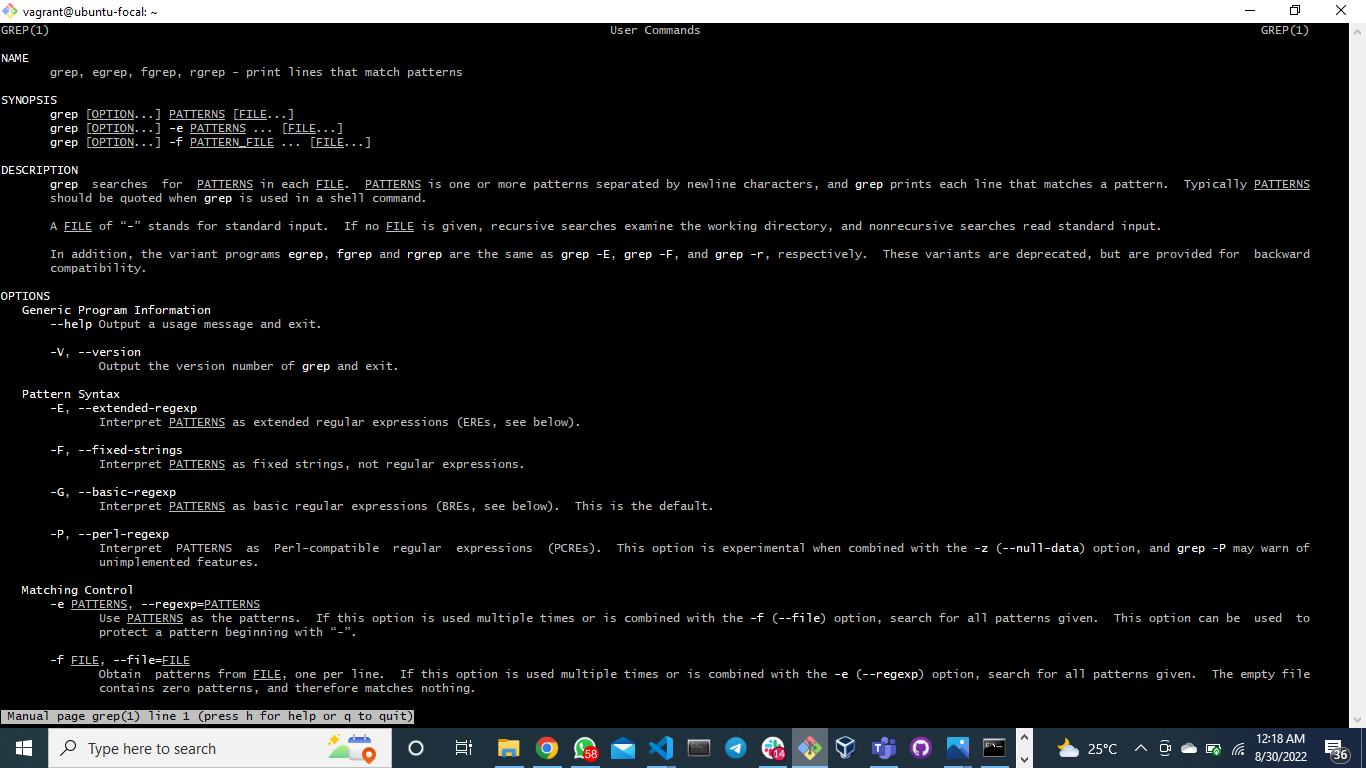 vagrant@ubuntu-focal: ~
GREP(1) User Commands GREP(1)
NAME
grep, egrep, fgrep, rgrep - print lines that match patterns
SYNOPSIS
grep [OPTION...] PATTERNS [FILE...]
grep [OPTION...] -e PATTERNS ... [FILE...]
grep [OPTION...] -f PATTERN_FILE ... [FILE...]
DESCRIPTION
grep searches for PATTERNS in each FILE. PATTERNS is one or more patterns separated by newline characters, and grep prints each line that matches a pattern. Typically PATTERNS
should be quoted when grep is used in a shell command.
A FILE of “-” stands for standard input. If no FILE is given, recursive searches examine the working directory, and nonrecursive searches read standard input.
In addition, the variant programs egrep, fgrep and rgrep are the same as grep -E, grep -F, and grep -r, respectively. These variants are deprecated, but are provided for backward
compatibility.
OPTIONS
Generic Program Information
--help Output a usage message and exit.
-V, --version
Output the version number of grep and exit.
Pattern Syntax
-E, --extended-regexp
Interpret PATTERNS as extended regular expressions (EREs, see below).
-F, --fixed-strings
Interpret PATTERNS as fixed strings, not regular expressions.
-G, --basic-regexp
Interpret PATTERNS as basic regular expressions (BREs, see below). This is the default.
-P, --perl-regexp
Interpret PATTERNS as Perl-compatible regular expressions (PCREs). This option is experimental when combined with the -z (--null-data) option, and grep -P may warn of
unimplemented features.
Matching Control
-e PATTERNS, --regexp=PATTERNS
Use PATTERNS as the patterns. If this option is used multiple times or is combined with the -f (--file) option, search for all patterns given. This option can be used to
protect a pattern beginning with “-”.
-f FILE, --file=FILE
Obtain patterns from FILE, one per line. If this option is used multiple times or is combined with the -e (--regexp) option, search for all patterns given. The empty file
contains zero patterns, and therefore matches nothing.
Manual page grep(1) line 1 (press h for help or q to quit)
Type here to search
58
14
25°C
12:18 AM
8/30/2022
36